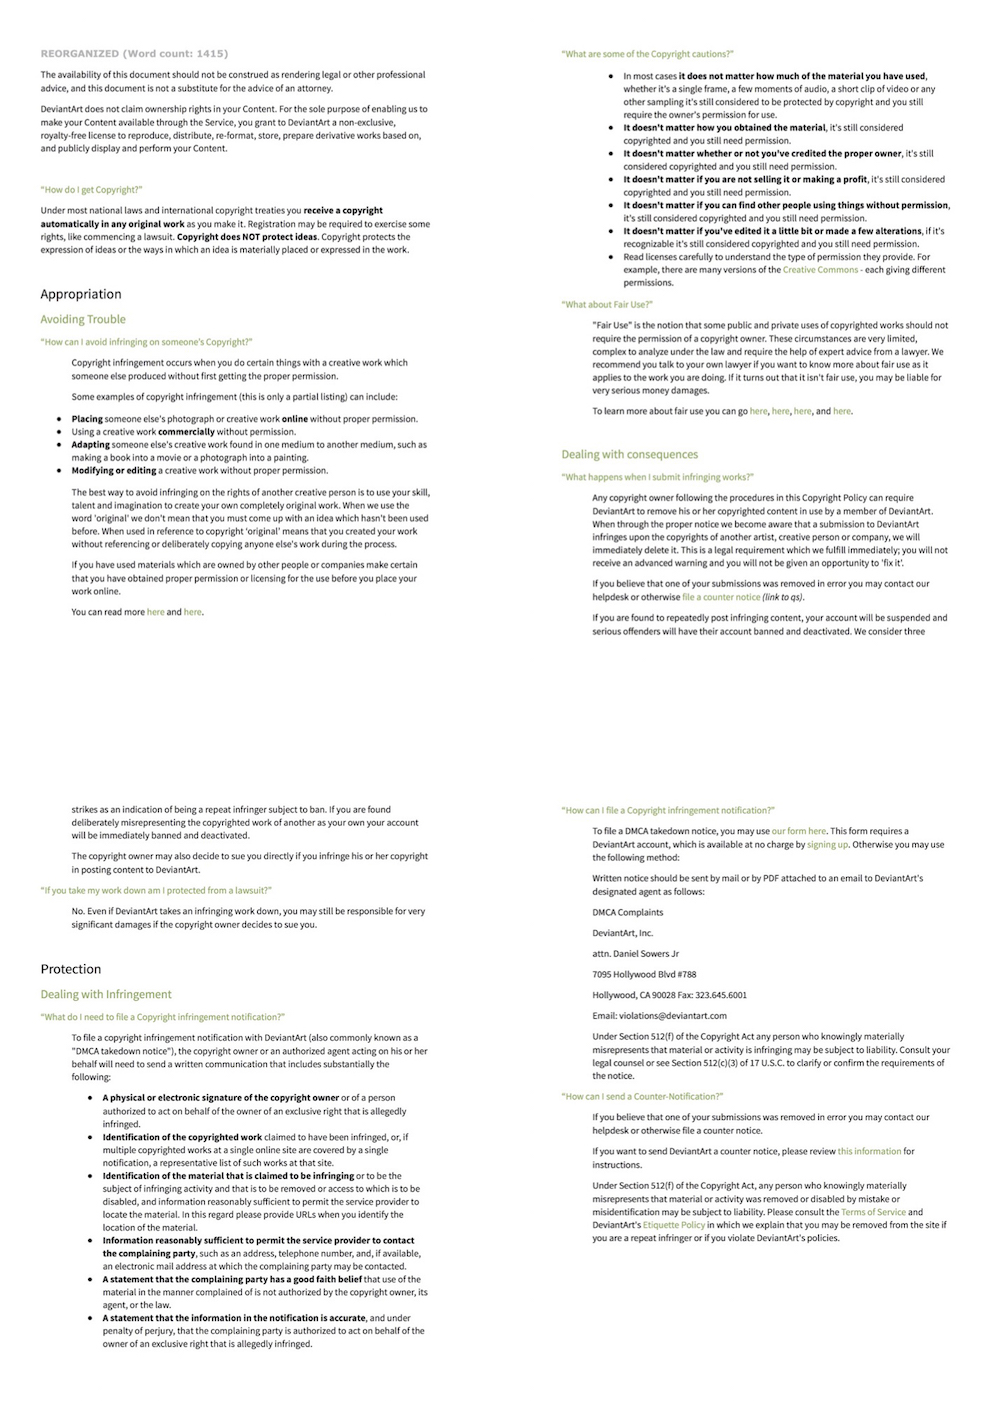 REORGANIZED (Word count: 1415)
The availability of this document should not be construed as rendering legal or other professional
advice, and this document is not a substitute for the advice of an attorney.
DeviantArt does not claim ownership rights in your Content. For the sole purpose of enabling us to
make your Content available through the Service, you grant to DeviantArt a non-exclusive,
royalty-free license to reproduce, distribute, re-format, store, prepare derivative works based on,
and publicly display and perform your Content.
“How do I get Copyright?”
Under most national laws and international copyright treaties you receive a copyright
automatically in any original work as you make it. Registration may be required to exercise some
rights, like commencing a lawsuit. Copyright does NOT protect ideas. Copyright protects the
expression of ideas or the ways in which an idea is materially placed or expressed in the work.
Appropriation
Avoiding Trouble
“How can I avoid infringing on someone's Copyright?”
Copyright infringement occurs when you do certain things with a creative work which
someone else produced without first getting the proper permission.
Some examples of copyright infringement (this is only a partial listing) can include:
● Placing someone else's photograph or creative work online without proper permission.
● Using a creative work commercially without permission.
● Adapting someone else's creative work found in one medium to another medium, such as
making a book into a movie or a photograph into a painting.
● Modifying or editing a creative work without proper permission.
The best way to avoid infringing on the rights of another creative person is to use your skill,
talent and imagination to create your own completely original work. When we use the
word 'original' we don't mean that you must come up with an idea which hasn't been used
before. When used in reference to copyright 'original' means that you created your work
without referencing or deliberately copying anyone else's work during the process.
If you have used materials which are owned by other people or companies make certain
that you have obtained proper permission or licensing for the use before you place your
work online.
You can read more here and here.
“What are some of the Copyright cautions?”
● In most cases it does not matter how much of the material you have used,
whether it's a single frame, a few moments of audio, a short clip of video or any
other sampling it's still considered to be protected by copyright and you still
require the owner's permission for use.
● It doesn't matter how you obtained the material, it's still considered
copyrighted and you still need permission.
● It doesn't matter whether or not you've credited the proper owner, it's still
considered copyrighted and you still need permission.
● It doesn't matter if you are not selling it or making a profit, it's still considered
copyrighted and you still need permission.
● It doesn't matter if you can find other people using things without permission,
it's still considered copyrighted and you still need permission.
● It doesn't matter if you've edited it a little bit or made a few alterations, if it's
recognizable it's still considered copyrighted and you still need permission.
● Read licenses carefully to understand the type of permission they provide. For
example, there are many versions of the Creative Commons - each giving different
permissions.
“What about Fair Use?”
"Fair Use" is the notion that some public and private uses of copyrighted works should not
require the permission of a copyright owner. These circumstances are very limited,
complex to analyze under the law and require the help of expert advice from a lawyer. We
recommend you talk to your own lawyer if you want to know more about fair use as it
applies to the work you are doing. If it turns out that it isn't fair use, you may be liable for
very serious money damages.
To learn more about fair use you can go here, here, here, and here.
Dealing with consequences
“What happens when I submit infringing works?”
Any copyright owner following the procedures in this Copyright Policy can require
DeviantArt to remove his or her copyrighted content in use by a member of DeviantArt.
When through the proper notice we become aware that a submission to DeviantArt
infringes upon the copyrights of another artist, creative person or company, we will
immediately delete it. This is a legal requirement which we fulfill immediately; you will not
receive an advanced warning and you will not be given an opportunity to 'fix it'.
If you believe that one of your submissions was removed in error you may contact our
helpdesk or otherwise file a counter notice (link to qs).
If you are found to repeatedly post infringing content, your account will be suspended and
serious offenders will have their account banned and deactivated. We consider three
strikes as an indication of being a repeat infringer subject to ban. If you are found
deliberately misrepresenting the copyrighted work of another as your own your account
will be immediately banned and deactivated.
The copyright owner may also decide to sue you directly if you infringe his or her copyright
in posting content to DeviantArt.
“If you take my work down am I protected from a lawsuit?”
No. Even if DeviantArt takes an infringing work down, you may still be responsible for very
significant damages if the copyright owner decides to sue you.
Protection
Dealing with Infringement
“What do I need to file a Copyright infringement notification?”
To file a copyright infringement notification with DeviantArt (also commonly known as a
"DMCA takedown notice"), the copyright owner or an authorized agent acting on his or her
behalf will need to send a written communication that includes substantially the
following:
● A physical or electronic signature of the copyright owner or of a person
authorized to act on behalf of the owner of an exclusive right that is allegedly
infringed.
● Identification of the copyrighted work claimed to have been infringed, or, if
multiple copyrighted works at a single online site are covered by a single
notification, a representative list of such works at that site.
● Identification of the material that is claimed to be infringing or to be the
subject of infringing activity and that is to be removed or access to which is to be
disabled, and information reasonably sufficient to permit the service provider to
locate the material. In this regard please provide URLs when you identify the
location of the material.
● Information reasonably sufficient to permit the service provider to contact
the complaining party, such as an address, telephone number, and, if available,
an electronic mail address at which the complaining party may be contacted.
● A statement that the complaining party has a good faith belief that use of the
material in the manner complained of is not authorized by the copyright owner, its
agent, or the law.
● A statement that the information in the notification is accurate, and under
penalty of perjury, that the complaining party is authorized to act on behalf of the
owner of an exclusive right that is allegedly infringed.
“How can I file a Copyright infringement notification?”
To file a DMCA takedown notice, you may use our form here. This form requires a
DeviantArt account, which is available at no charge by signing up. Otherwise you may use
the following method:
Written notice should be sent by mail or by PDF attached to an email to DeviantArt's
designated agent as follows:
DMCA Complaints
DeviantArt, Inc.
attn. Daniel Sowers Jr
7095 Hollywood Blvd #788
Hollywood, CA 90028 Fax: 323.645.6001
Email: violations@deviantart.com
Under Section 512(f) of the Copyright Act any person who knowingly materially
misrepresents that material or activity is infringing may be subject to liability. Consult your
legal counsel or see Section 512(c)(3) of 17 U.S.C. to clarify or confirm the requirements of
the notice.
“How can I send a Counter-Notification?”
If you believe that one of your submissions was removed in error you may contact our
helpdesk or otherwise file a counter notice.
If you want to send DeviantArt a counter notice, please review this information for
instructions.
Under Section 512(f) of the Copyright Act, any person who knowingly materially
misrepresents that material or activity was removed or disabled by mistake or
misidentification may be subject to liability. Please consult the Terms of Service and
DeviantArt's Etiquette Policy in which we explain that you may be removed from the site if
you are a repeat infringer or if you violate DeviantArt's policies.